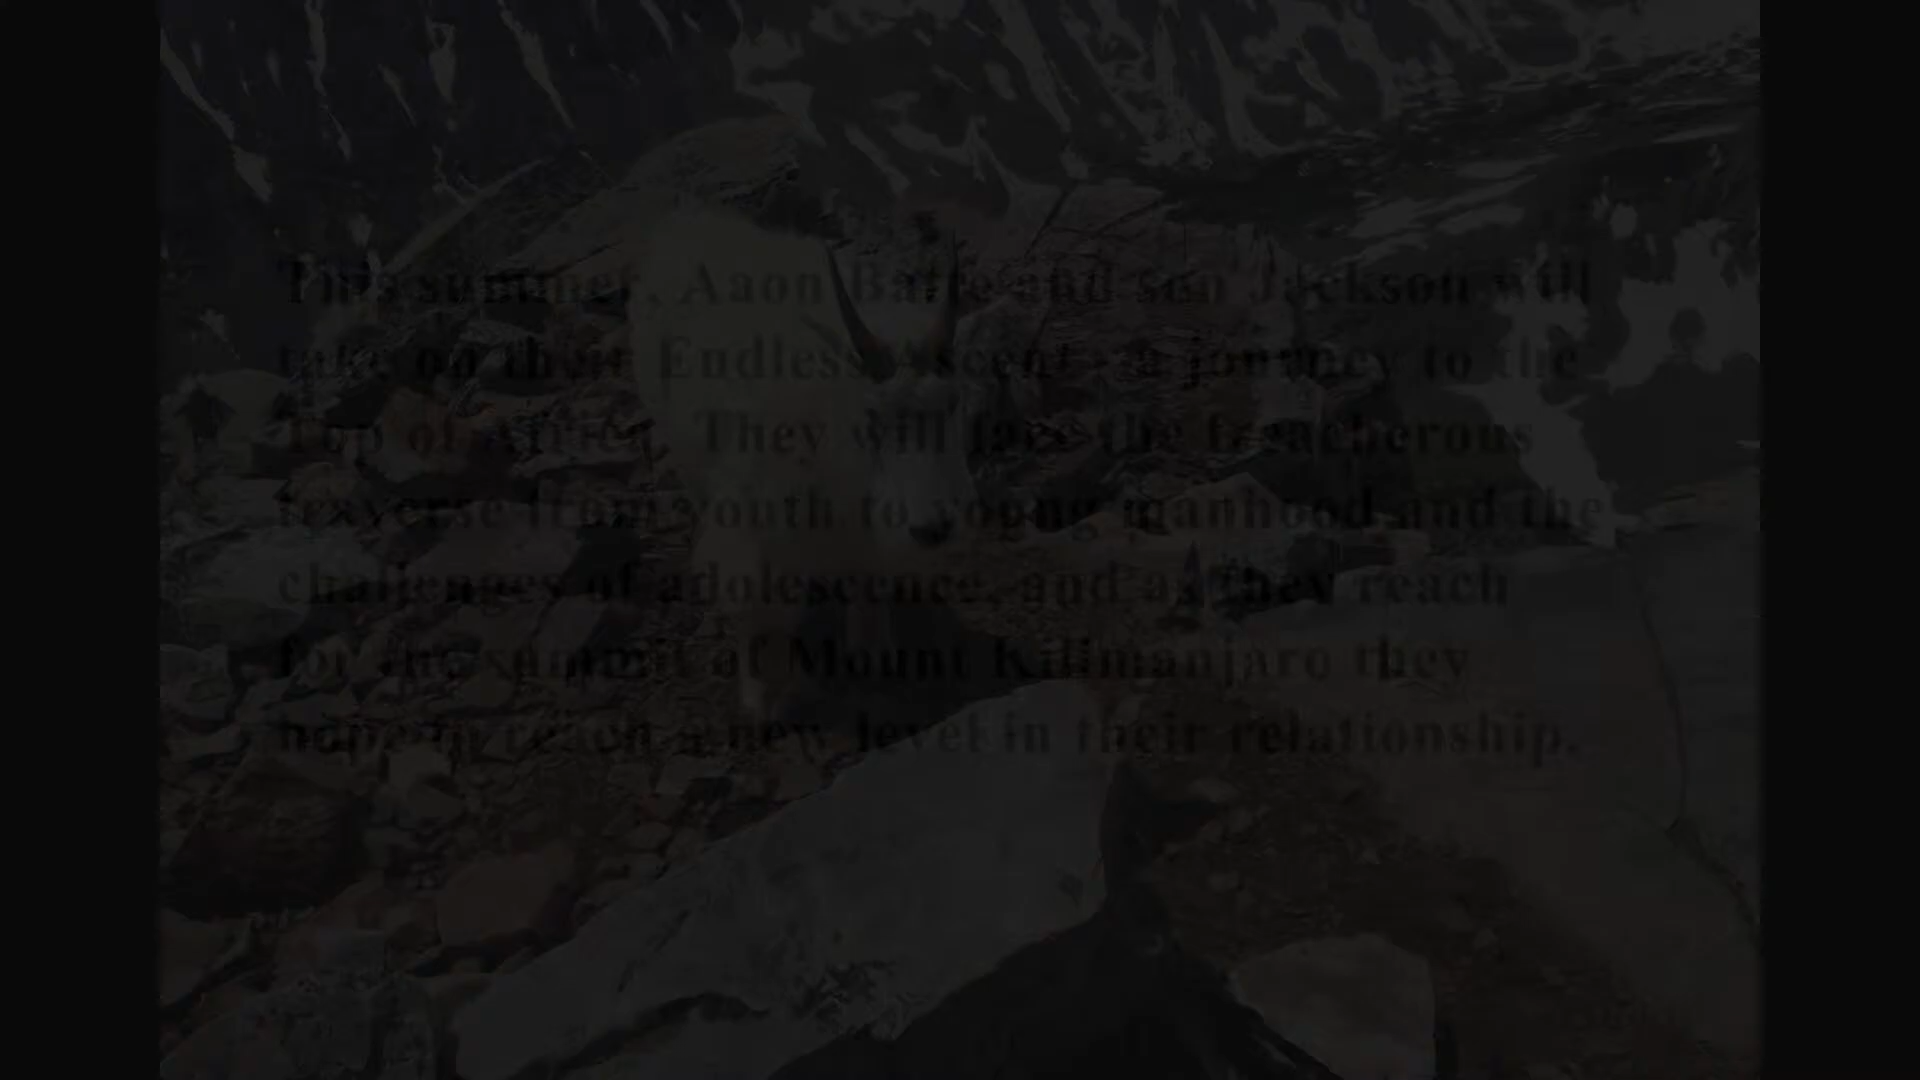 This summer, Aaon and son Jackson will
take on their Endless Ascent - a journey to the
Top of Africa. They will face the treacherous
traverse from youth to young manhood and the
challenges of adolescence, and as they reach
for the summit of Mount Kilimanjaro they
hope to reach a new level in their relationship.